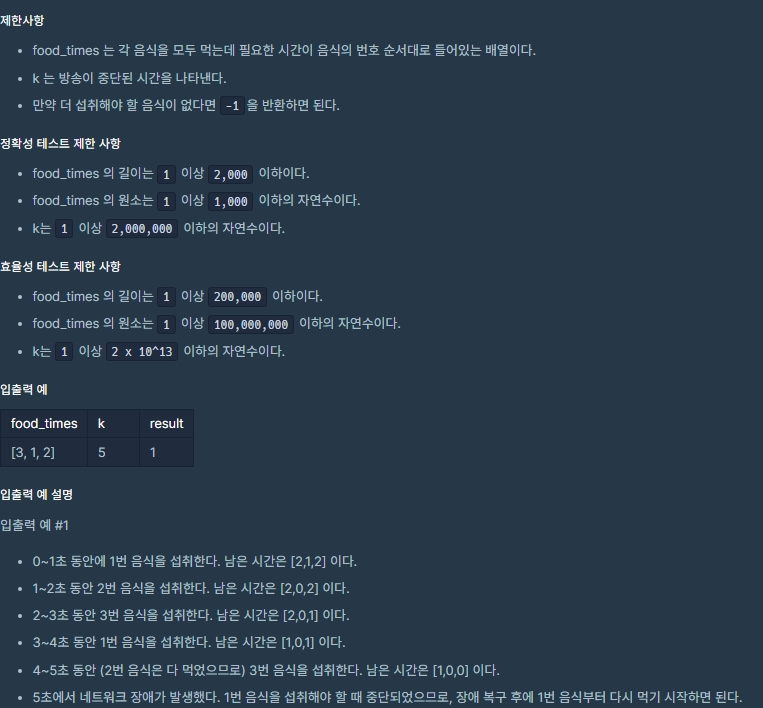 제한사항
• food_times 는 각 음식을 모두 먹는데 필요한 시간이 음식의 번호 순서대로 들어있는 배열이다.
• k 는 방송이 중단된 시간을 나타낸다.
• 만약 더 섭취해야 할 음식이 없다면 -1 을 반환하면 된다.
정확성 테스트 제한 사항
• food_times 의 길이는 1 이상 2,000 이하이다.
• food_times 의 원소는 1 이상 1,000 이하의 자연수이다.
• k는 1 이상 2,000,000 이하의 자연수이다.
효율성 테스트 제한 사항
• food_times 의 길이는 1 이상 200,000 이하이다.
• food_times 의 원소는 1 이상 100,000,000 이하의 자연수이다.
• k는 1 이상 2 x 10^13 이하의 자연수이다.
입출력 예
food_times k result
[3, 1, 2] 5 1
입출력 예 설명
입출력 예 #1
• 0~1초 동안에 1번 음식을 섭취한다. 남은 시간은 [2,1,2] 이다.
• 1~2초 동안 2번 음식을 섭취한다. 남은 시간은 [2,0,2] 이다.
• 2~3초 동안 3번 음식을 섭취한다. 남은 시간은 [2,0,1] 이다.
• 3~4초 동안 1번 음식을 섭취한다. 남은 시간은 [1,0,1] 이다.
• 4~5초 동안 (2번 음식은 다 먹었으므로) 3번 음식을 섭취한다. 남은 시간은 [1,0,0] 이다.
• 5초에서 네트워크 장애가 발생했다. 1번 음식을 섭취해야 할 때 중단되었으므로, 장애 복구 후에 1번 음식부터 다시 먹기 시작하면 된다.